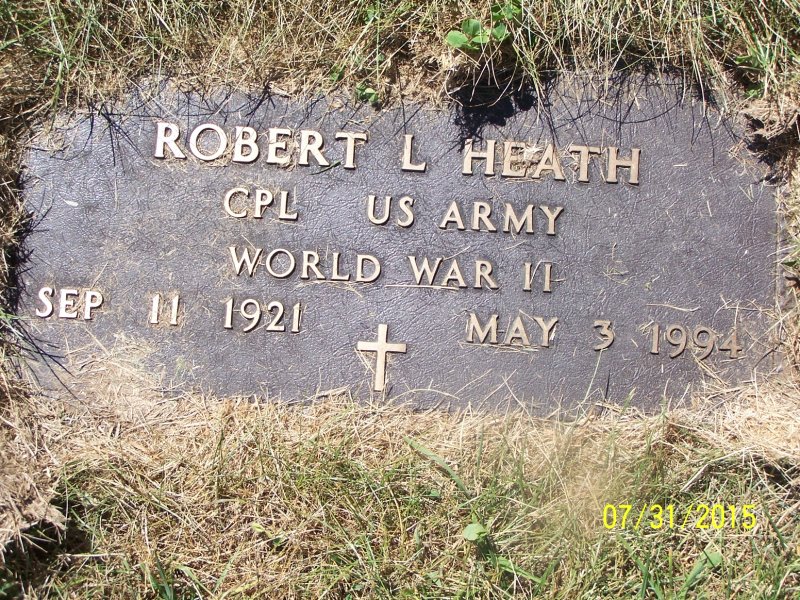 ROBERT L HEATH
CPL US ARMY
WORLD WAR II
SEP 11 1921 MAY 3 1994
07/31/2015